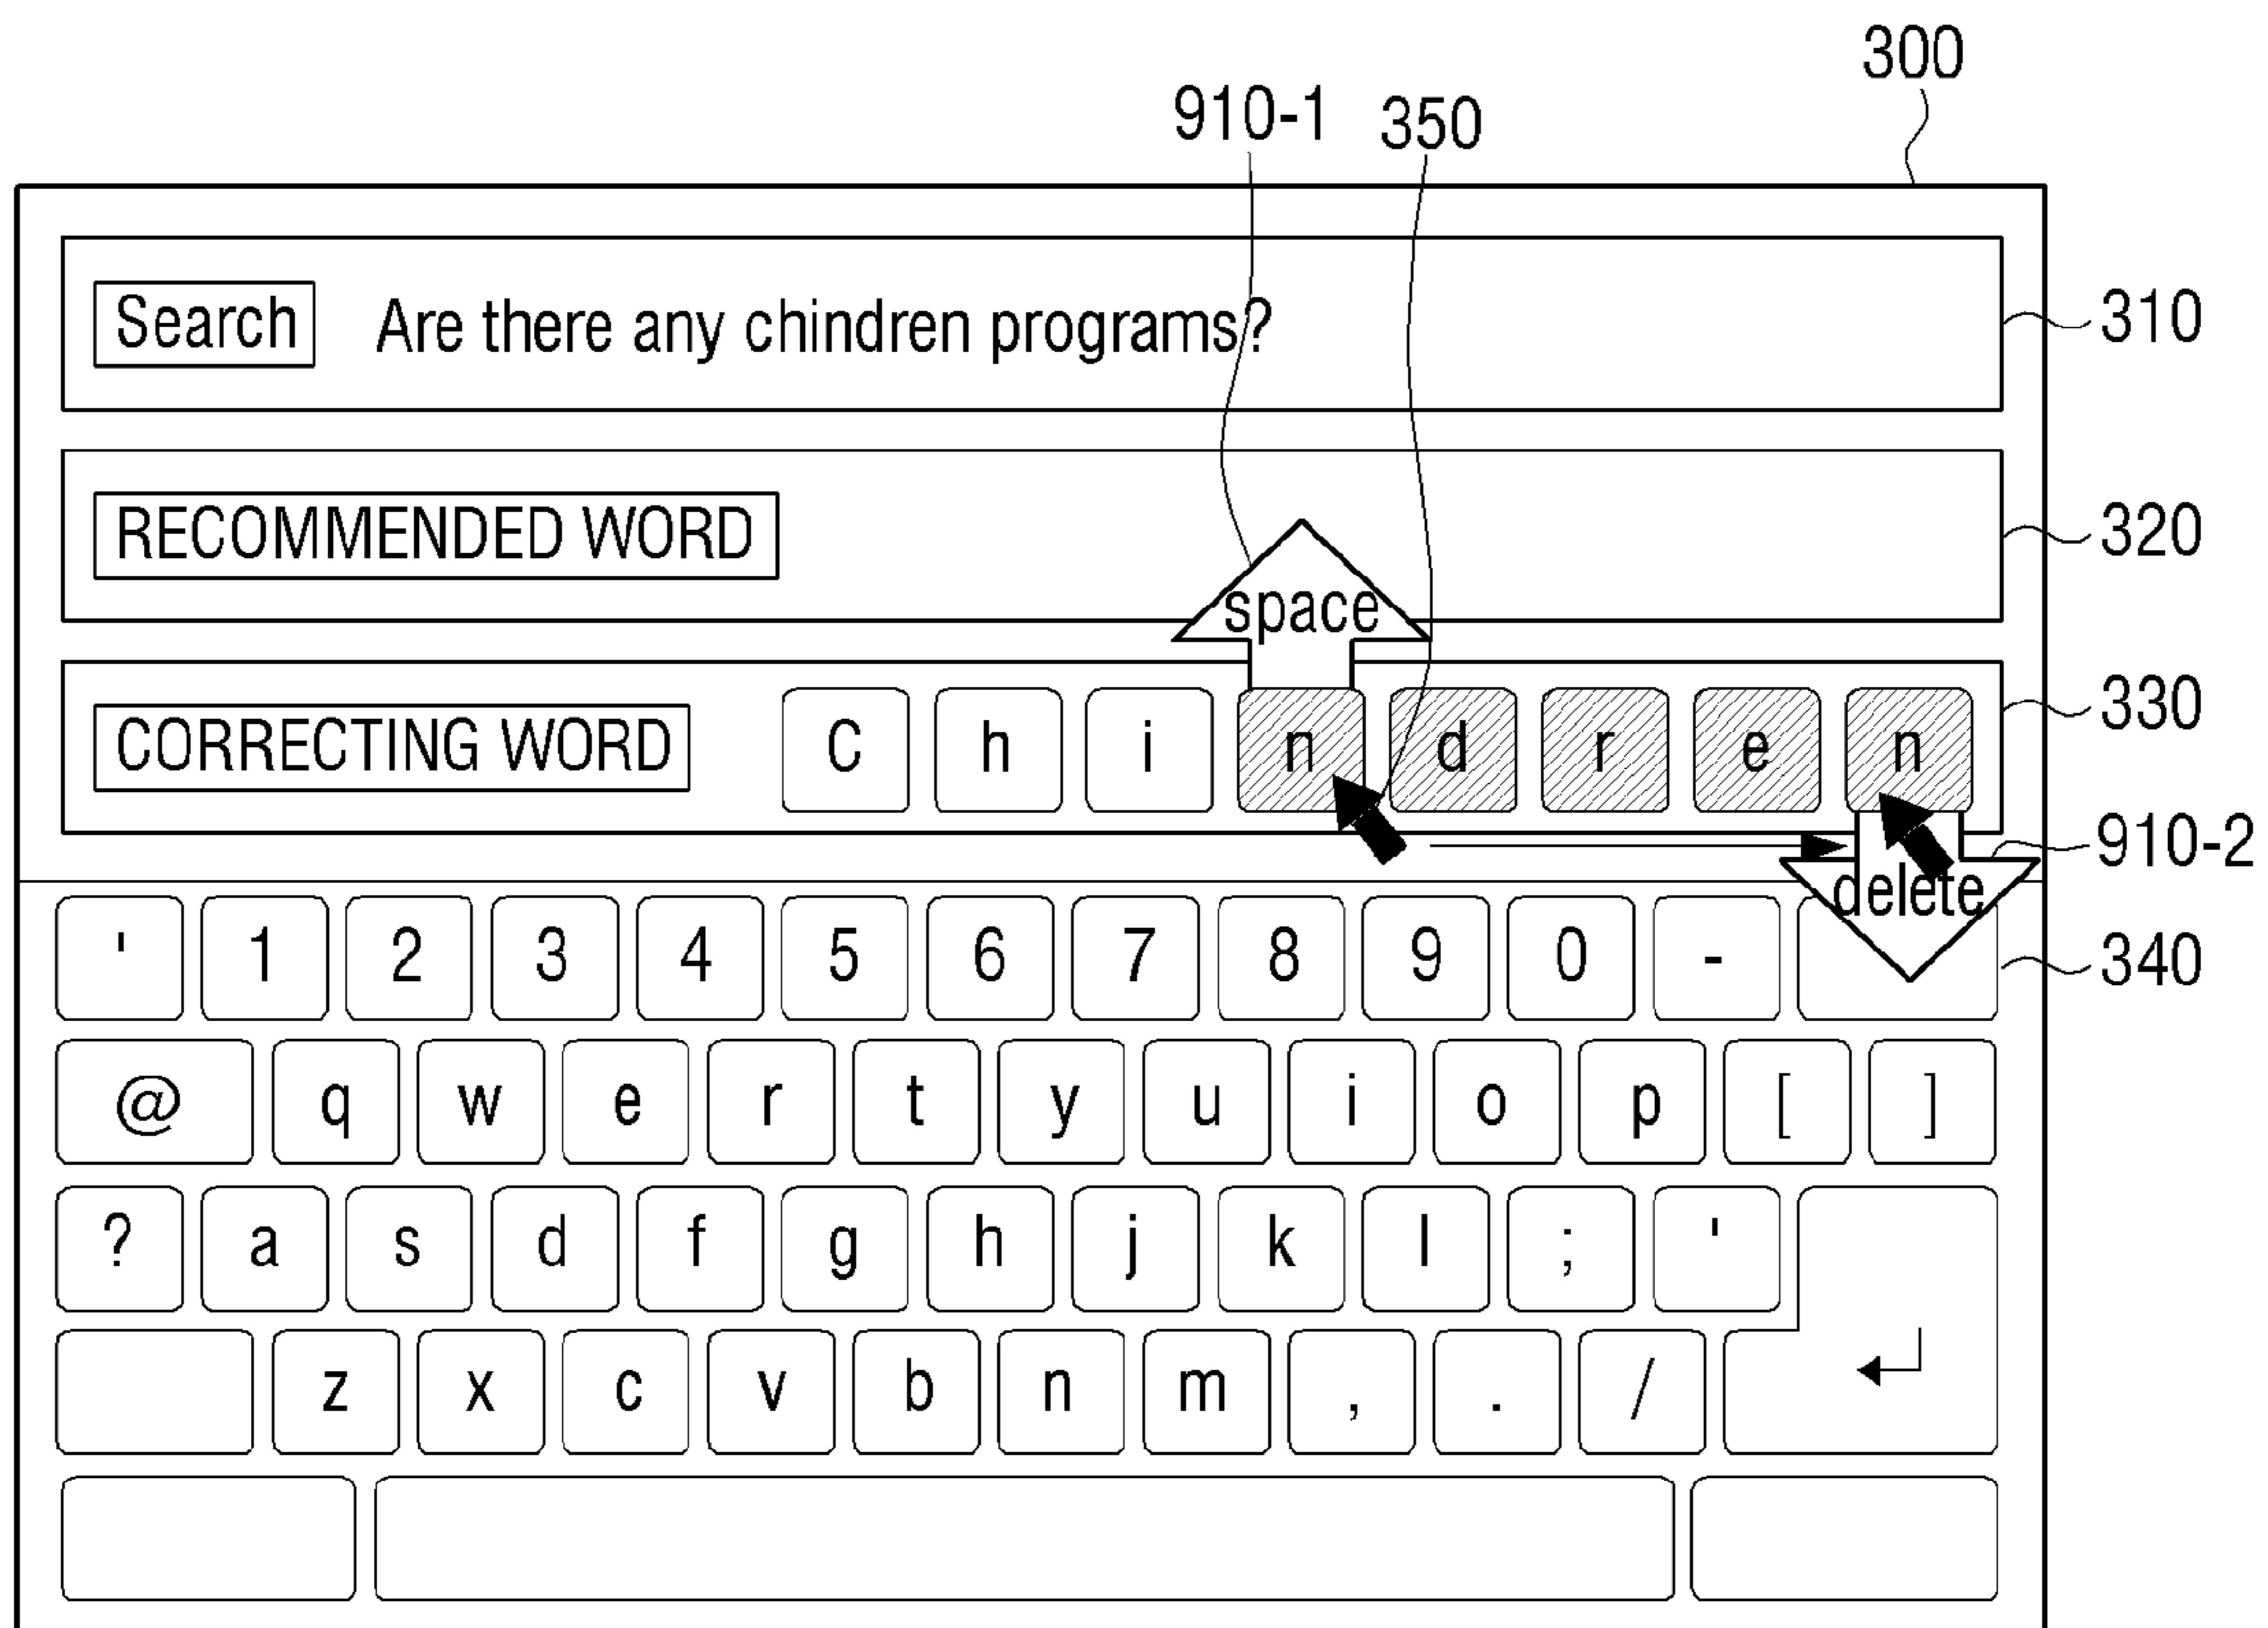 300
910-1 350
Search Are there any chindren programs? 310
RECOMMENDED WORD 320
space
CORRECTING WORD C h i n d r e n 330
910-2
delete
' 1 2 3 4 5 6 7 8 9 0 - 340
@ q w e r t y u i o p [ ]
? a s d f g h j k l ; '
z x c v b n m , . /